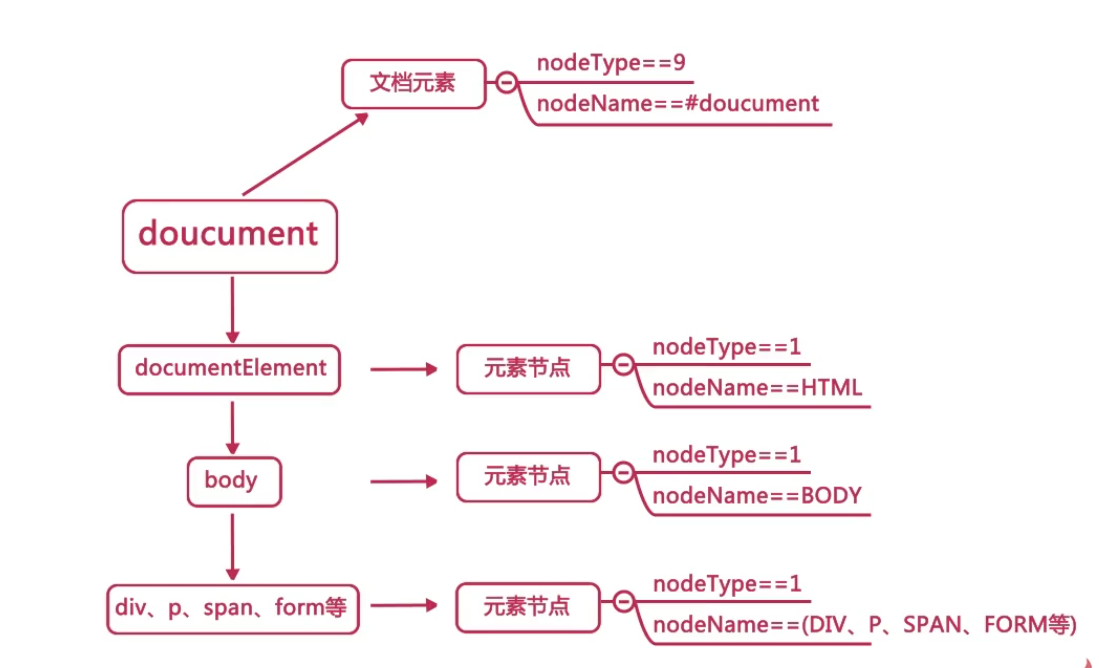 文档元素
nodeType==9
nodeName==#doucument
doucument
documentElement
元素节点
nodeType==1
nodeName==HTML
body
元素节点
nodeType==1
nodeName==BODY
div、p、span、form等
元素节点
nodeType==1
nodeName==(DIV、P、SPAN、FORM等)